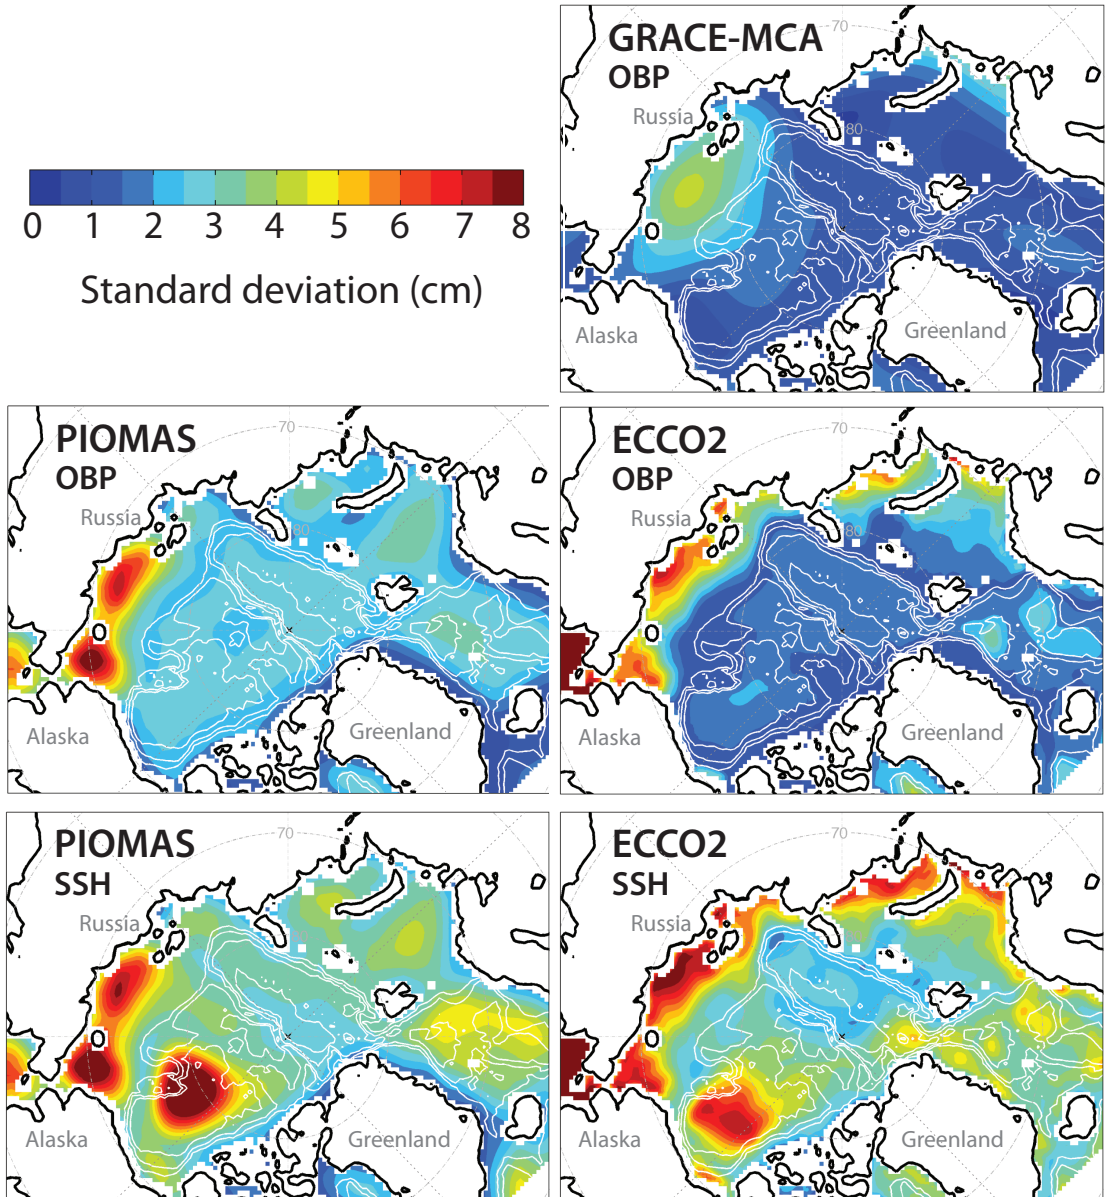 GRACE-MCA
OBP
70
80
Russia
Alaska
Greenland
0 1 2 3 4 5 6 7 8
Standard deviation (cm)
PIOMAS
OBP
70
80
Russia
Alaska
Greenland
ECCO2
OBP
70
80
Russia
Alaska
Greenland
PIOMAS
SSH
70
Russia
Alaska
Greenland
ECCO2
SSH
70
Russia
Alaska
Greenland